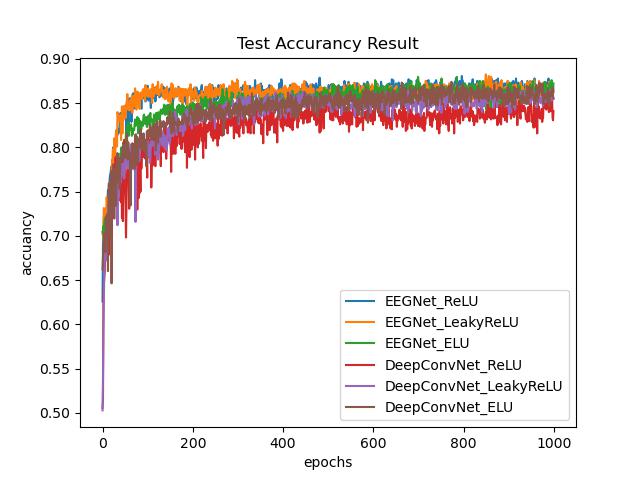 Test Accurancy Result
accuancy
0.90
0.85
0.80
0.75
0.70
0.65
0.60
0.55
0.50
EEGNet_ReLU
EEGNet_LeakyReLU
EEGNet_ELU
DeepConvNet_ReLU
DeepConvNet_LeakyReLU
DeepConvNet_ELU
0 200 400 600 800 1000
epochs